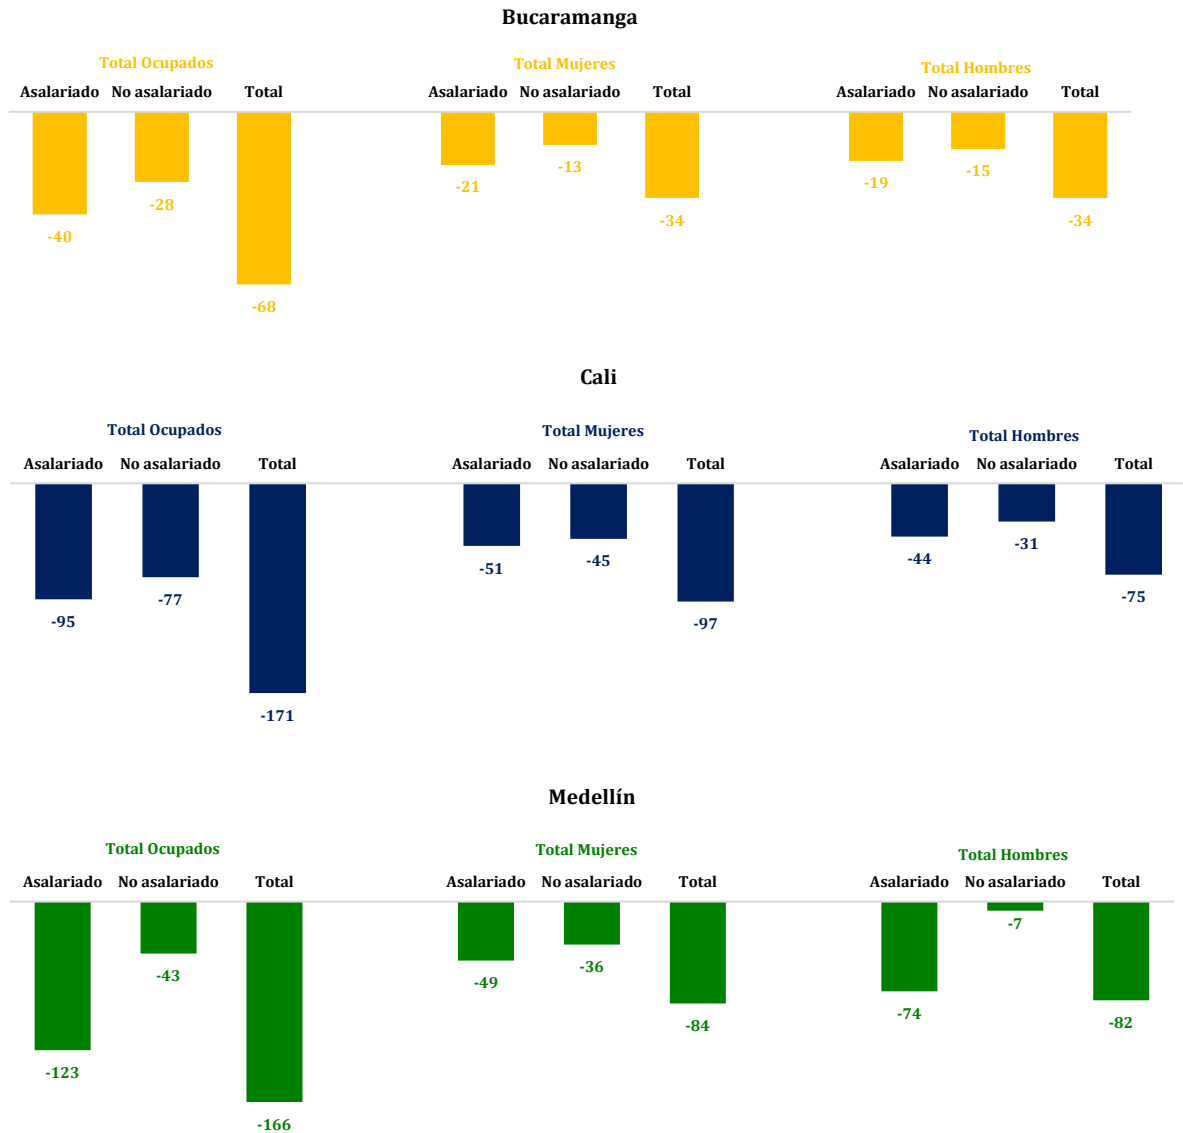 Bucaramanga
Total Ocupados
Total Mujeres
Total Hombres
Asalariado No asalariado Total
Asalariado No asalariado Total
Asalariado No asalariado Total
-40 -28 -68
-21 -13 -34
-19 -15 -34
Cali
Total Ocupados
Total Mujeres
Total Hombres
Asalariado No asalariado Total
Asalariado No asalariado Total
Asalariado No asalariado Total
-95 -77 -171
-51 -45 -97
-44 -31 -75
Medellín
Total Ocupados
Total Mujeres
Total Hombres
Asalariado No asalariado Total
Asalariado No asalariado Total
Asalariado No asalariado Total
-123 -43 -166
-49 -36 -84
-74 -7 -82